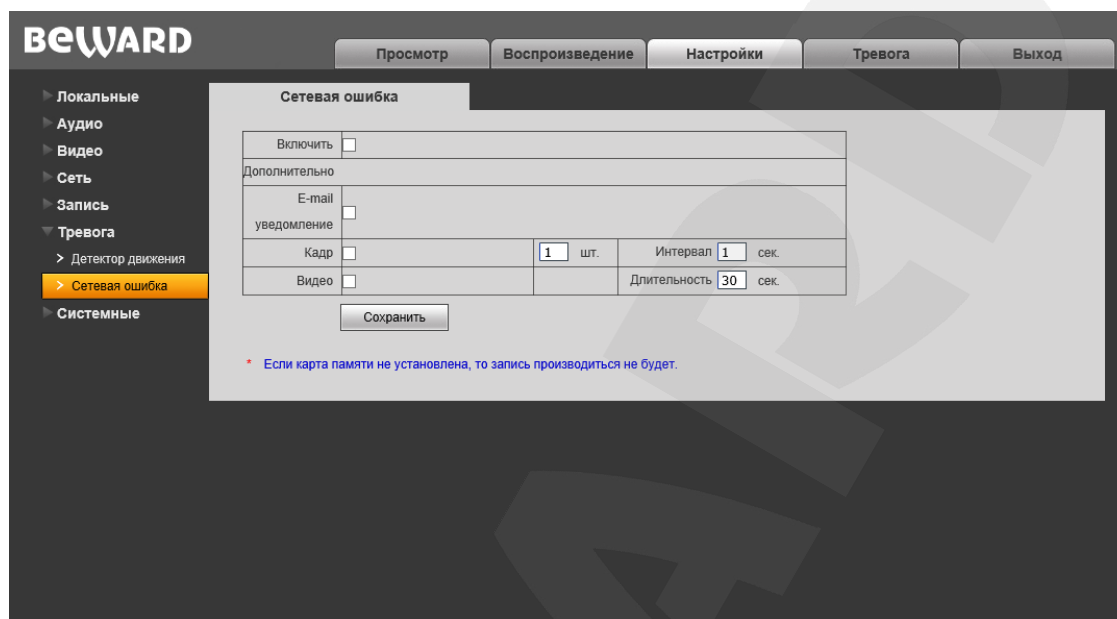 BEWARD
Просмотр Воспроизведение Настройки Тревога Выход
Локальные
Аудио
Видео
Сеть
Запись
Тревога
> Детектор движения
> Сетевая ошибка
Системные
Сетевая ошибка
Включить
Дополнительно
E-mail
уведомление
Кадр 1 шт. Интервал 1 сек.
Видео Длительность 30 сек.
Сохранить
* Если карта памяти не установлена, то запись производиться не будет.